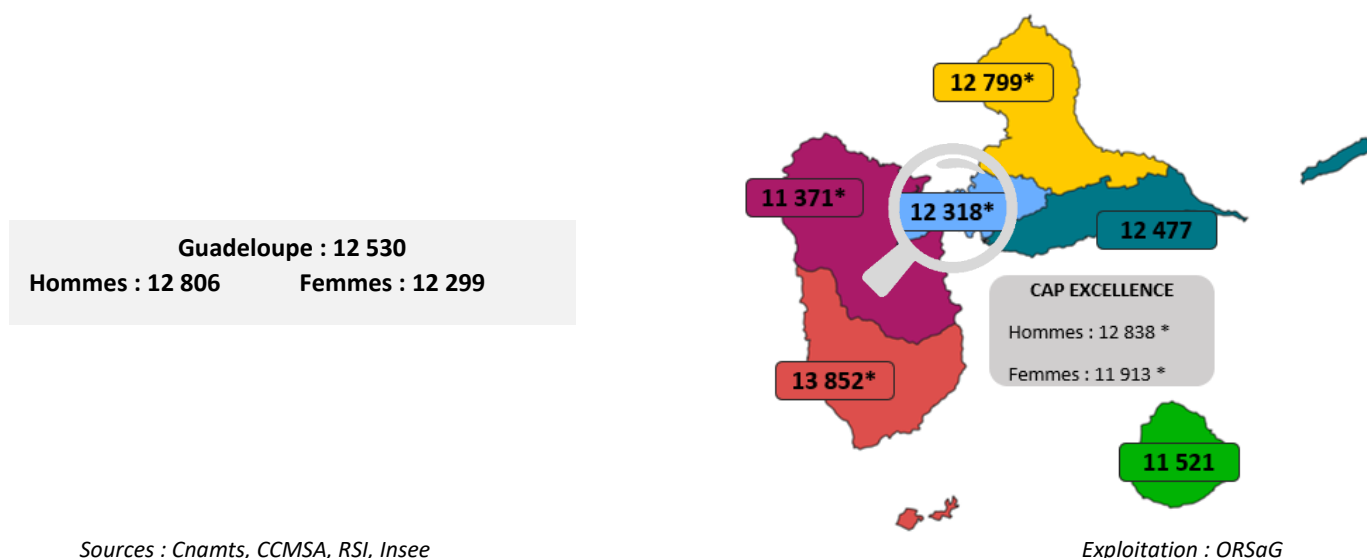 Guadeloupe : 12 530
Hommes : 12 806 Femmes : 12 299
12 799*
11 371*
12 318*
12 477
CAP EXCELLENCE
Hommes : 12 838 *
Femmes : 11 913 *
13 852*
11 521
Sources : Cnamts, CCMSA, RSI, Insee
Exploitation : ORSaG